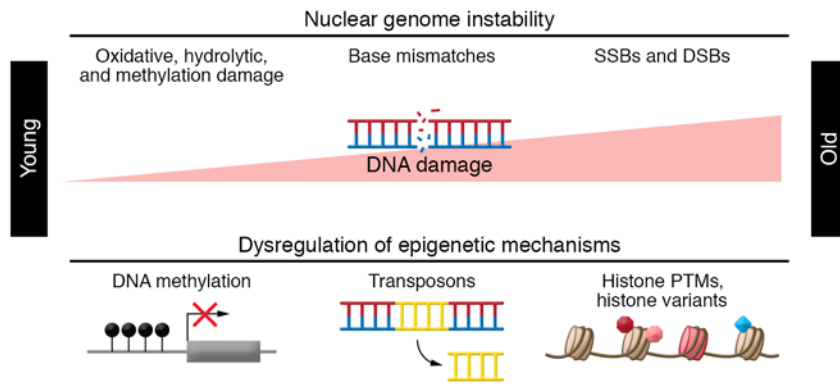 Nuclear genome instability
Oxidative, hydrolytic,
and methylation damage
Base mismatches
SSBs and DSBs
Young
DNA damage
Old
Dysregulation of epigenetic mechanisms
DNA methylation
Transposons
Histone PTMs,
histone variants